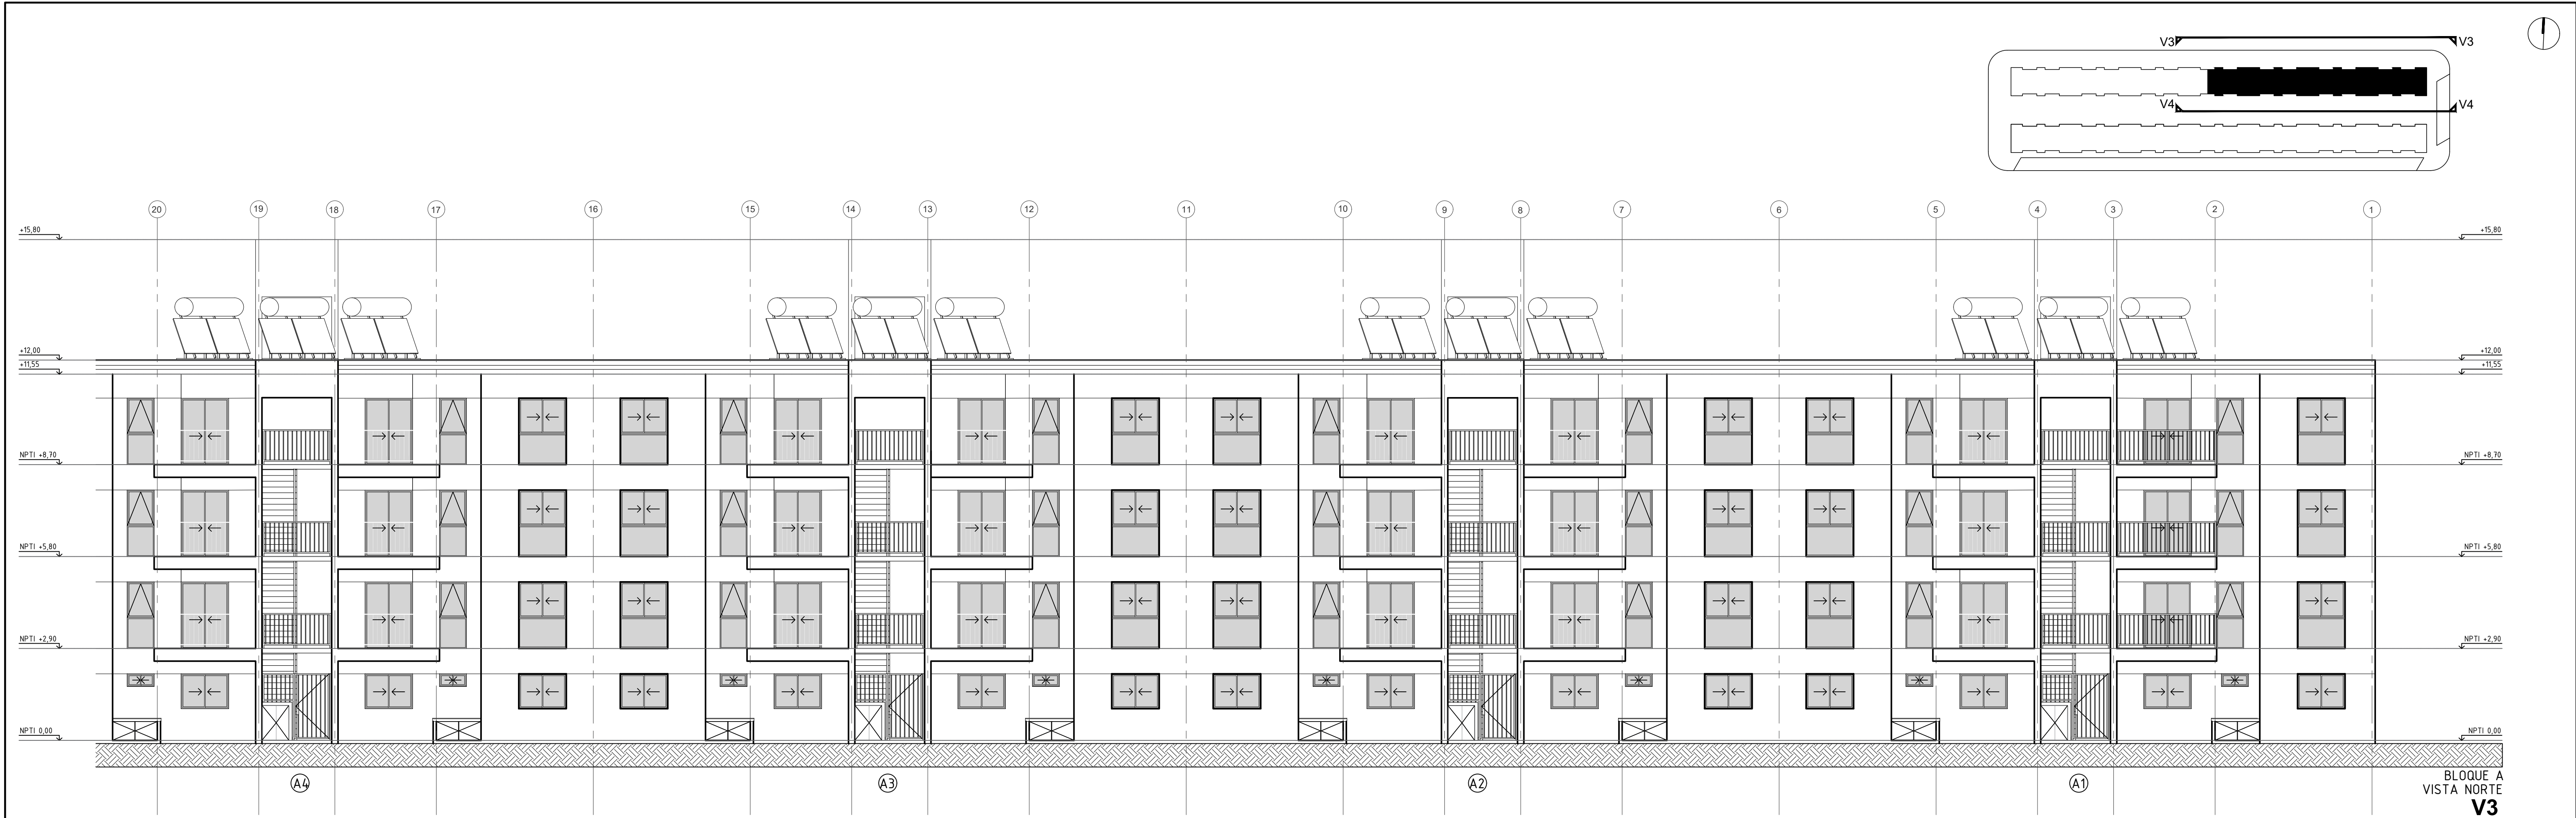 V3 V3
V4 V4
20 19 18 17 16 15 14 13 12 11 10 9 8 7 6 5 4 3 2 1
+15,80 +15,80
+12,00 +12,00
+11,55 +11,55
NPTI +8,70 NPTI +8,70
NPTI +5,80 NPTI +5,80
NPTI +2,90 NPTI +2,90
NPTI 0,00 NPTI 0,00
A4 A3 A2 A1
BLOQUE A
VISTA NORTE
V3